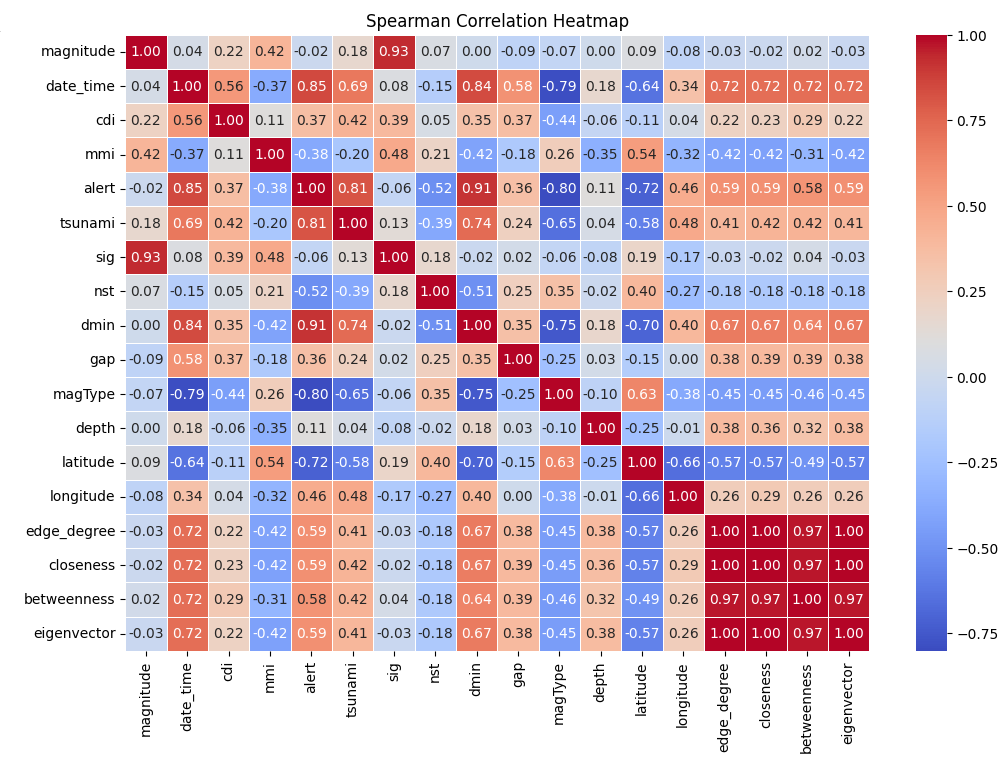 Spearman Correlation Heatmap
magnitude 1.00 0.04 0.22 0.42 -0.02 0.18 0.93 0.07 0.00 -0.09 -0.07 0.00 0.09 -0.08 -0.03 -0.02 0.02 -0.03
date_time 0.04 1.00 0.56 -0.37 0.85 0.69 0.08 -0.15 0.84 0.58 -0.79 0.18 -0.64 0.34 0.72 0.72 0.72 0.72
cdi 0.22 0.56 1.00 0.11 0.37 0.42 0.39 0.05 0.35 0.37 -0.44 -0.06 -0.11 0.04 0.22 0.23 0.29 0.22
mmi 0.42 -0.37 0.11 1.00 -0.38 -0.20 0.48 0.21 -0.42 -0.18 0.26 -0.35 0.54 -0.32 -0.42 -0.42 -0.31 -0.42
alert -0.02 0.85 0.37 -0.38 1.00 0.81 -0.06 -0.52 0.91 0.36 -0.80 0.11 -0.72 0.46 0.59 0.59 0.58 0.59
tsunami 0.18 0.69 0.42 -0.20 0.81 1.00 0.13 -0.39 0.74 0.24 -0.65 0.04 -0.58 0.48 0.41 0.42 0.42 0.41
sig 0.93 0.08 0.39 0.48 -0.06 0.13 1.00 0.18 -0.02 0.02 -0.06 -0.08 0.19 -0.17 -0.03 -0.02 0.04 -0.03
nst 0.07 -0.15 0.05 0.21 -0.52 -0.39 0.18 1.00 -0.51 0.25 0.35 -0.02 0.40 -0.27 -0.18 -0.18 -0.18 -0.18
dmin 0.00 0.84 0.35 -0.42 0.91 0.74 -0.02 -0.51 1.00 0.35 -0.75 0.18 -0.70 0.40 0.67 0.67 0.64 0.67
gap -0.09 0.58 0.37 -0.18 0.36 0.24 0.02 0.25 0.35 1.00 -0.25 0.03 -0.15 0.00 0.38 0.39 0.39 0.38
magType -0.07 -0.79 -0.44 0.26 -0.80 -0.65 -0.06 0.35 -0.75 -0.25 1.00 -0.10 0.63 -0.38 -0.45 -0.45 -0.46 -0.45
depth 0.00 0.18 -0.06 -0.35 0.11 0.04 -0.08 -0.02 0.18 0.03 -0.10 1.00 -0.25 -0.01 0.38 0.36 0.32 0.38
latitude 0.09 -0.64 -0.11 0.54 -0.72 -0.58 0.19 0.40 -0.70 -0.15 0.63 -0.25 1.00 -0.66 -0.57 -0.57 -0.49 -0.57
longitude -0.08 0.34 0.04 -0.32 0.46 0.48 -0.17 -0.27 0.40 0.00 -0.38 -0.01 -0.66 1.00 0.26 0.29 0.26 0.26
edge_degree -0.03 0.72 0.22 -0.42 0.59 0.41 -0.03 -0.18 0.67 0.38 -0.45 0.38 -0.57 0.26 1.00 1.00 0.97 1.00
closeness -0.02 0.72 0.23 -0.42 0.59 0.42 -0.02 -0.18 0.67 0.39 -0.45 0.36 -0.57 0.29 1.00 1.00 0.97 1.00
betweenness 0.02 0.72 0.29 -0.31 0.58 0.42 0.04 -0.18 0.64 0.39 -0.46 0.32 -0.49 0.26 0.97 0.97 1.00 0.97
eigenvector -0.03 0.72 0.22 -0.42 0.59 0.41 -0.03 -0.18 0.67 0.38 -0.45 0.38 -0.57 0.26 1.00 1.00 0.97 1.00
magnitude date_time cdi mmi alert tsunami sig nst dmin gap magType depth latitude longitude edge_degree closeness betweenness eigenvector
1.00
0.75
0.50
0.25
0.00
−0.25
−0.50
−0.75